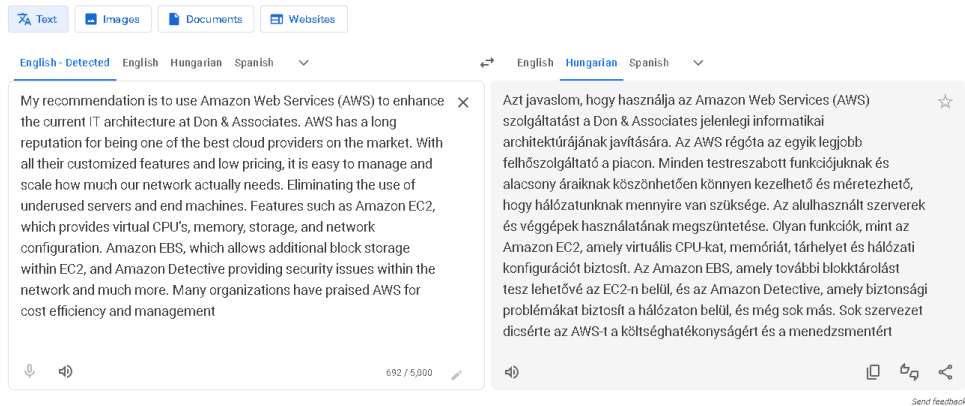 Text
Images
Documents
Websites
English - Detected
English
Hungarian
Spanish
English
Hungarian
Spanish
My recommendation is to use Amazon Web Services (AWS) to enhance
the current IT architecture at Don & Associates. AWS has a long
reputation for being one of the best cloud providers on the market. With
all their customized features and low pricing, it is easy to manage and
scale how much our network actually needs. Eliminating the use of
underused servers and end machines. Features such as Amazon EC2,
which provides virtual CPU's, memory, storage, and network
configuration. Amazon EBS, which allows additional block storage
within EC2, and Amazon Detective providing security issues within the
network and much more. Many organizations have praised AWS for
cost efficiency and management
692 / 5,000
Azt javaslom, hogy használja az Amazon Web Services (AWS)
szolgáltatást a Don & Associates jelenlegi informatikai
architektúrájának javítására. Az AWS régóta az egyik legjobb
felhőszolgáltató a piacon. Minden testreszabott funkciójuknak és
alacsony áraiknak köszönhetően könnyen kezelhető és méretezhető,
hogy hálózatunknak mennyire van szüksége. Az alulhasznált szerverek
és véggépek használatának megszüntetése. Olyan funkciók, mint az
Amazon EC2, amely virtuális CPU-kat, memóriát, tárhelyet és hálózati
konfigurációt biztosít. Az Amazon EBS, amely további blokktárolást
tesz lehetővé az EC2-n belül, és az Amazon Detective, amely biztonsági
problémákat biztosít a hálózaton belül, és még sok más. Sok szervezet
dicsérte az AWS-t a költséghatékonyságért és a menedzsmentért
Send feedback